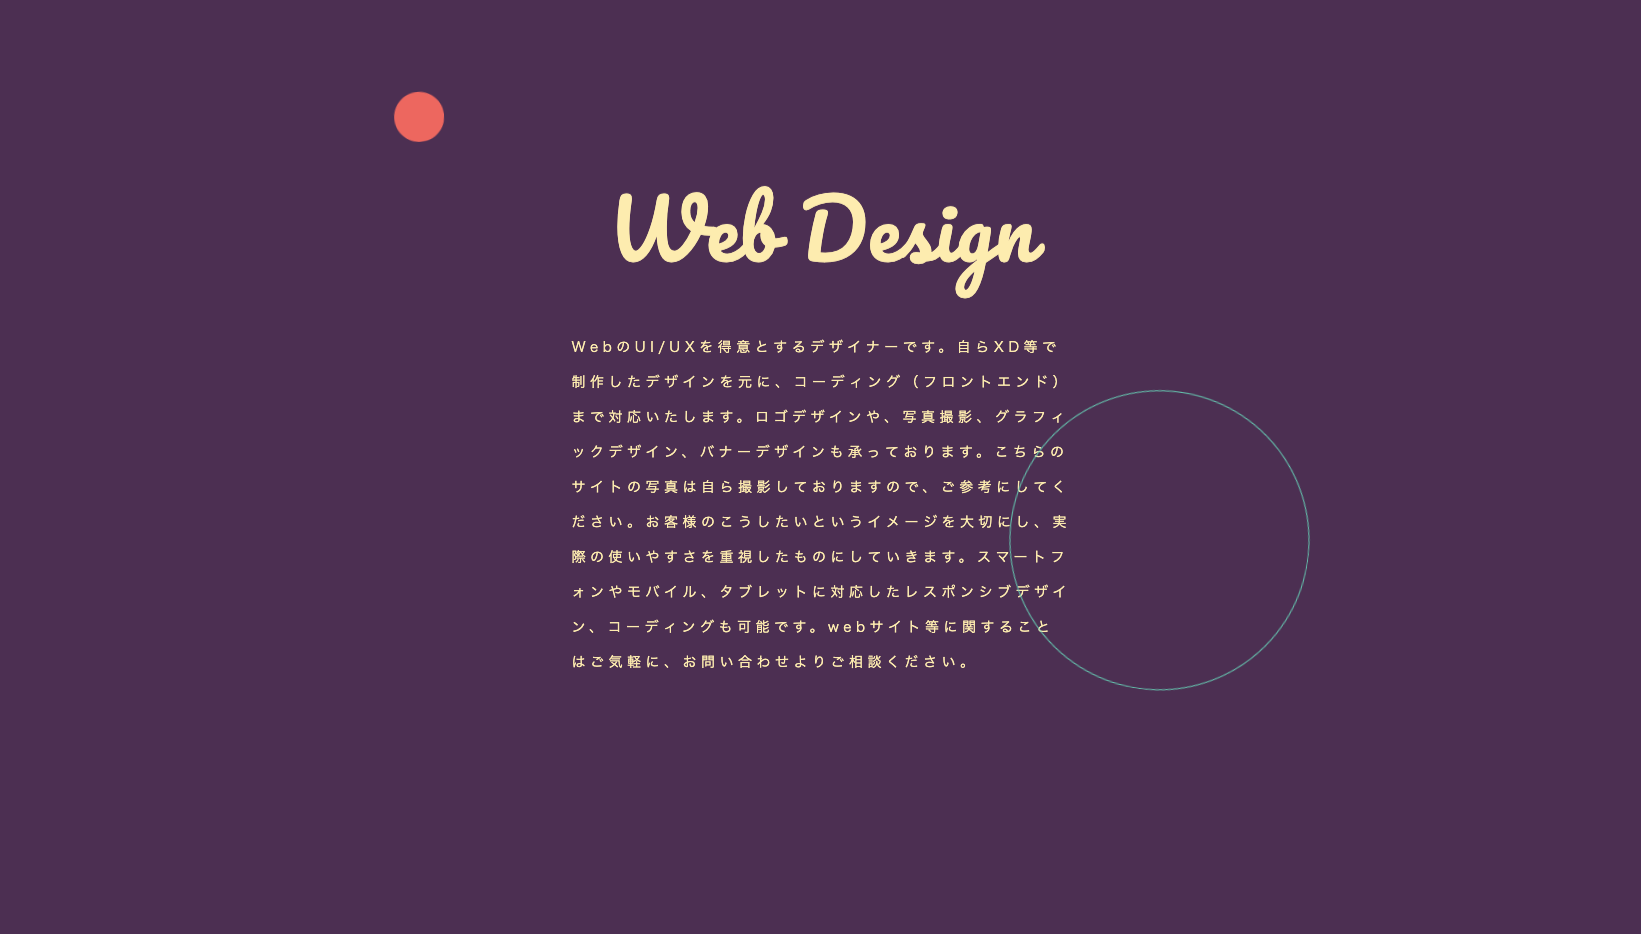 Web Design
WebのUI/UXを得意とするデザイナーです。自らXD等で
制作したデザインを元に、コーディング（フロントエンド）
まで対応いたします。ロゴデザインや、写真撮影、グラフィ
ックデザイン、バナーデザインも承っております。こちらの
サイトの写真は自ら撮影しておりますので、ご参考にしてく
ださい。お客様のこうしたいというイメージを大切にし、実
際の使いやすさを重視したものにしていきます。スマートフ
ォンやモバイル、タブレットに対応したレスポンシブデザイ
ン、コーディングも可能です。webサイト等に関すること
はご気軽に、お問い合わせよりご相談ください。